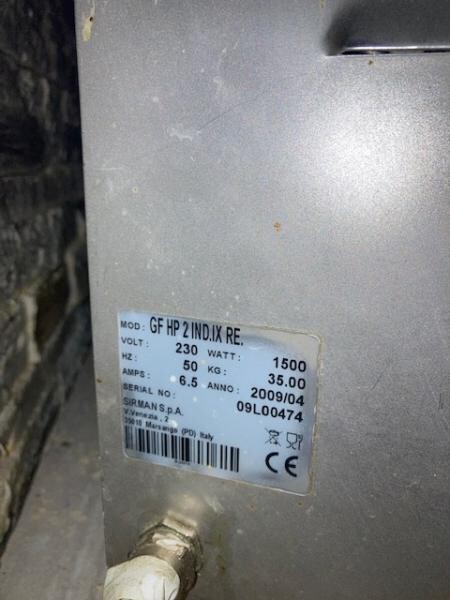 MOD: GF HP 2 IND.IX RE.
VOLT: 230 WATT: 1500
HZ: 50 KG: 35.00
AMPS: 6.5 ANNO: 2009/04
SERIAL NO: 09L00474
SIRMAN S.p.A.
V.Venezia, 2
35010 Marsango (PD) Italy
CE